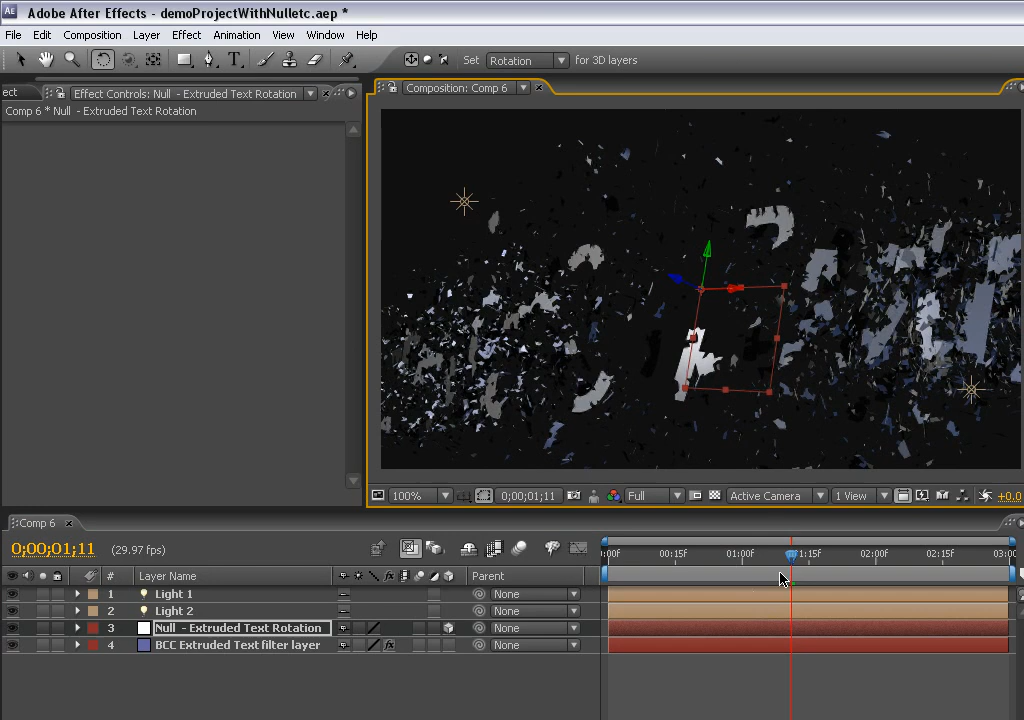 Ae Adobe After Effects - demoProjectWithNulletc.aep *
File Edit Composition Layer Effect Animation View Window Help
T Set Rotation for 3D layers
ect Effect Controls: Null - Extruded Text Rotation Composition: Comp 6
Comp 6 * Null - Extruded Text Rotation
100% 0;00;01;11 Full Active Camera 1 View +0.0
Comp 6
0;00;01;11 (29.97 fps)
:00F 00:15F 01:00F 1:15F 02:00F 02:15F 03:00
# Layer Name fx Parent
1 Light 1 None
2 Light 2 None
3 Null - Extruded Text Rotation None
4 BCC Extruded Text filter layer fx None